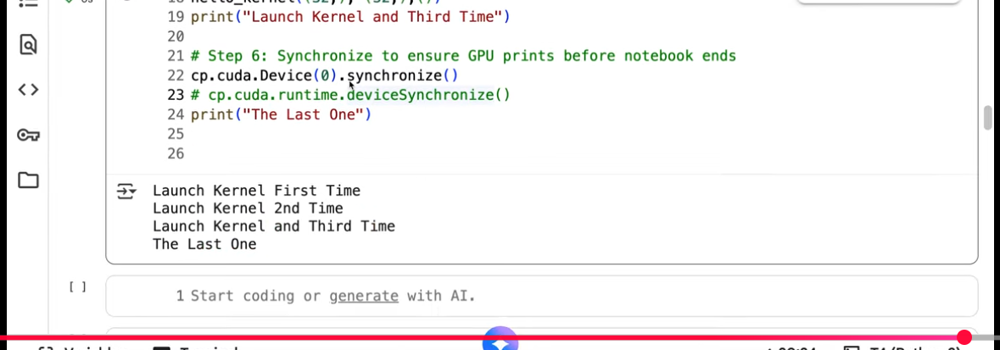 19 print("Launch Kernel and Third Time")
20
21 # Step 6: Synchronize to ensure GPU prints before notebook ends
22 cp.cuda.Device(0).synchronize()
23 # cp.cuda.runtime.deviceSynchronize()
24 print("The Last One")
25
26
Launch Kernel First Time
Launch Kernel 2nd Time
Launch Kernel and Third Time
The Last One
[ ]
1 Start coding or generate with AI.